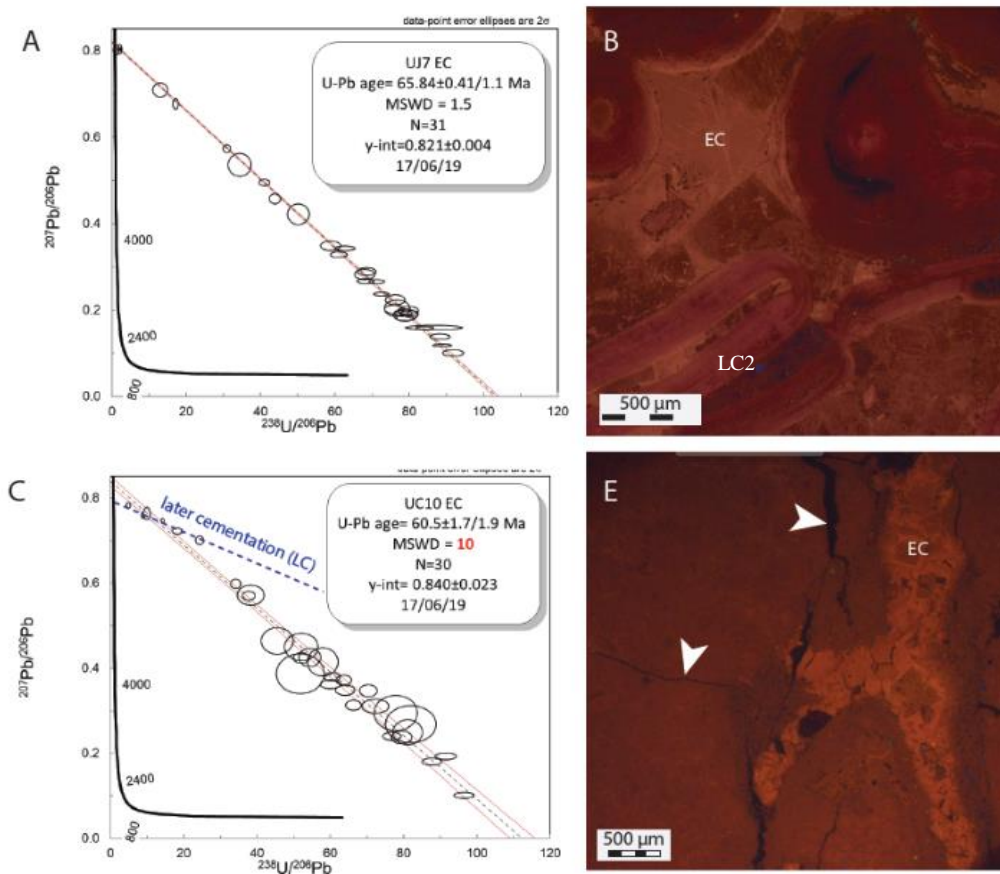 data-point error ellipses are 2σ
A
UJ7 EC
U-Pb age= 65.84±0.41/1.1 Ma
MSWD = 1.5
N=31
y-int=0.821±0.004
17/06/19
0.8
0.6
0.4
0.2
0.0
207Pb/206Pb
4000
2400
800
0
20
40
60
80
100
120
238U/206Pb
B
EC
LC2
500 µm
C
UC10 EC
U-Pb age= 60.5±1.7/1.9 Ma
MSWD = 10
N=30
y-int= 0.840±0.023
17/06/19
later cementation (LC)
0.8
0.6
0.4
0.2
0.0
207Pb/206Pb
4000
2400
800
0
20
40
60
80
100
120
238U/206Pb
E
EC
500 µm